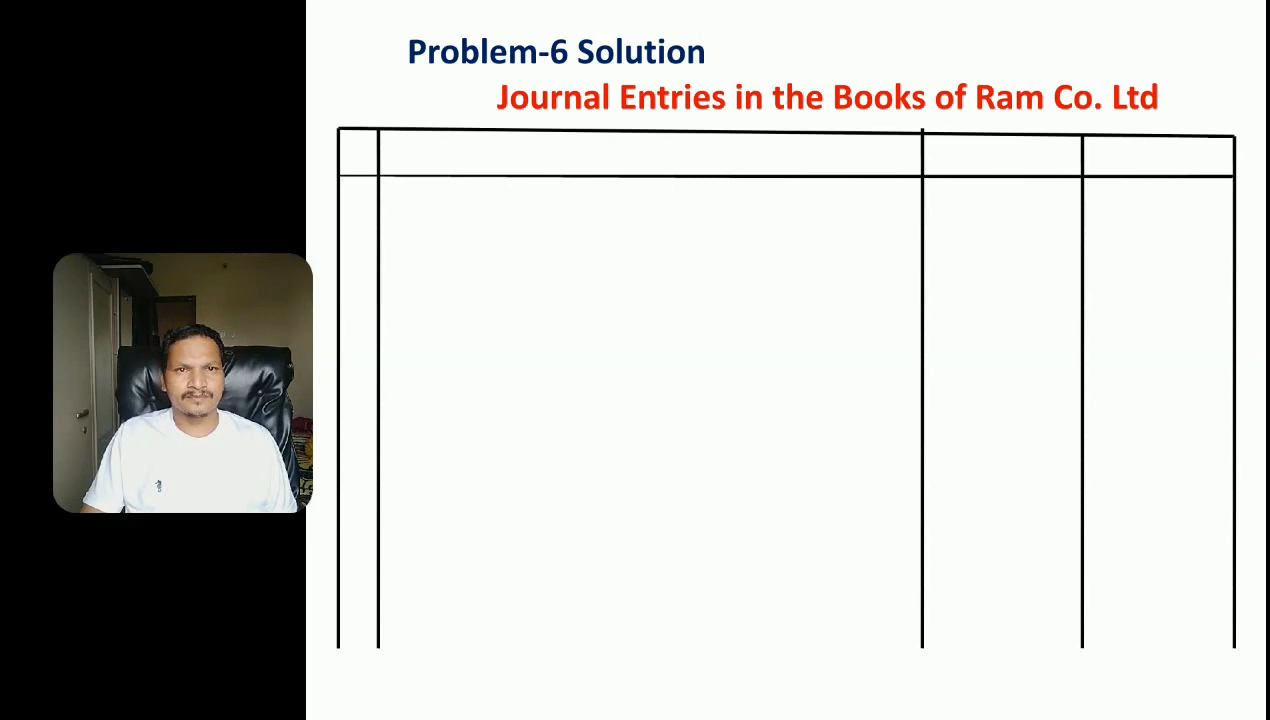 Problem-6 Solution
Journal Entries in the Books of Ram Co. Ltd